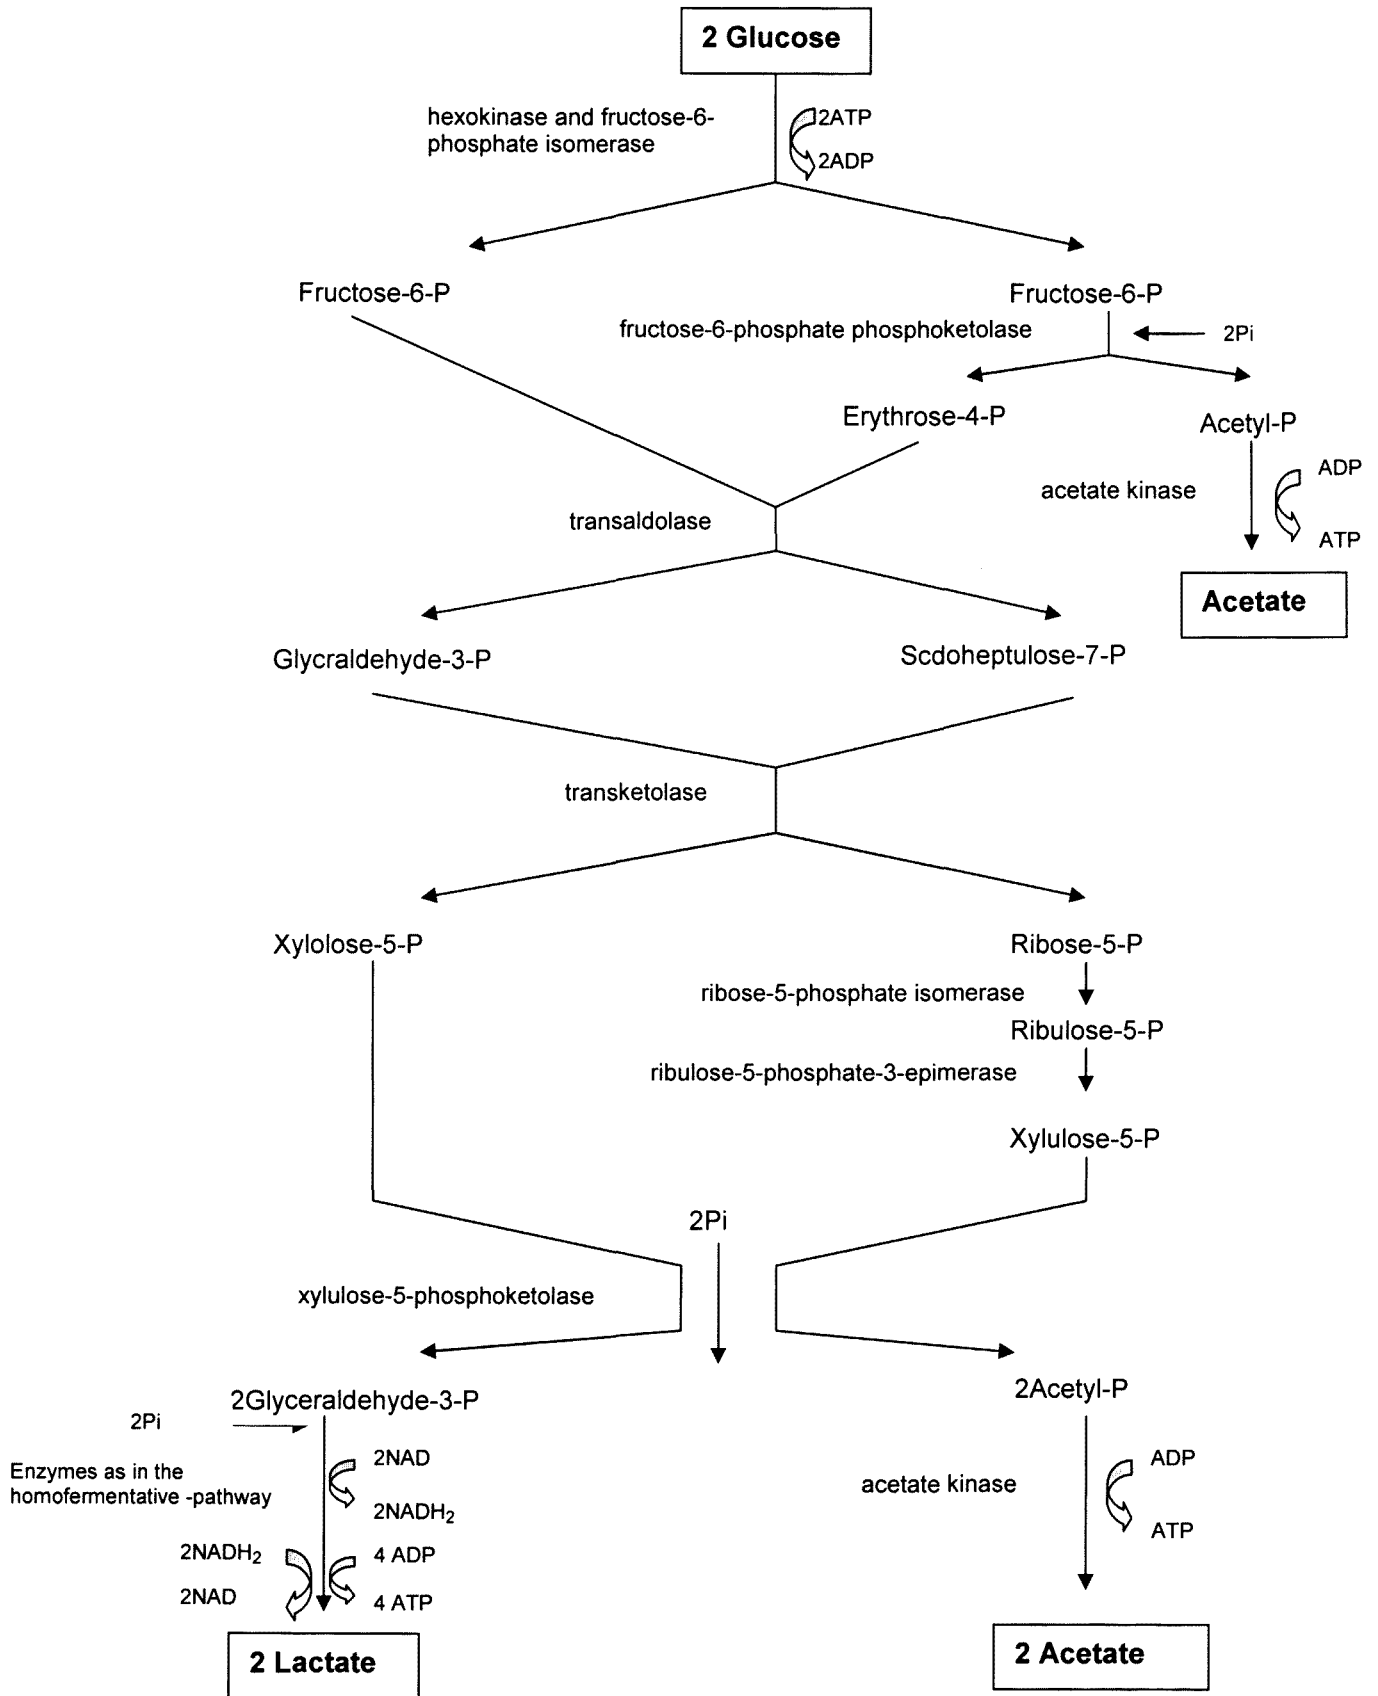 2 Glucose
hexokinase and fructose-6-
phosphate isomerase
2ATP
2ADP
Fructose-6-P
Fructose-6-P
fructose-6-phosphate phosphoketolase
2Pi
Erythrose-4-P
Acetyl-P
acetate kinase
ADP
ATP
transaldolase
Acetate
Glycraldehyde-3-P
Scdoheptulose-7-P
transketolase
Xylolose-5-P
Ribose-5-P
ribose-5-phosphate isomerase
Ribulose-5-P
ribulose-5-phosphate-3-epimerase
Xylulose-5-P
2Pi
xylulose-5-phosphoketolase
2Glyceraldehyde-3-P
2Acetyl-P
2Pi
Enzymes as in the
homofermentative -pathway
2NAD
2NADH2
acetate kinase
ADP
ATP
2NADH2
2NAD
4 ADP
4 ATP
2 Lactate
2 Acetate